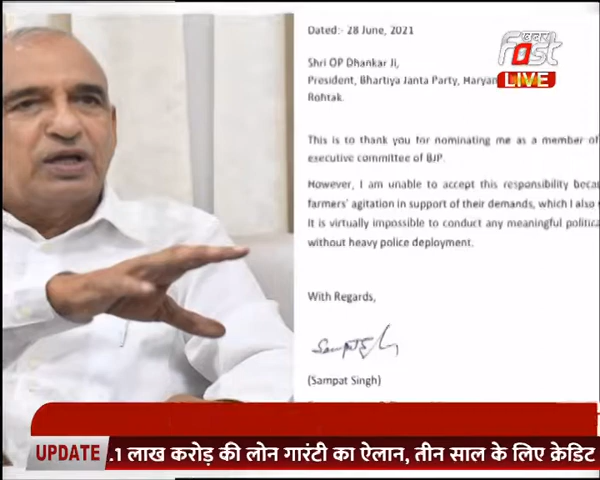 Dated:- 28 June, 2021
खबर
FAST
LIVE
Shri OP Dhankar Ji,
President, Bhartiya Janta Party, Haryan
Rohtak.
This is to thank you for nominating me as a member of
executive committee of BJP.
However, I am unable to accept this responsibility beca
farmers' agitation in support of their demands, which I also
It is virtually impossible to conduct any meaningful politica
without heavy police deployment.
With Regards,
(Sampat Singh)
UPDATE .1 लाख करोड़ की लोन गारंटी का ऐलान, तीन साल के लिए क्रेडिट